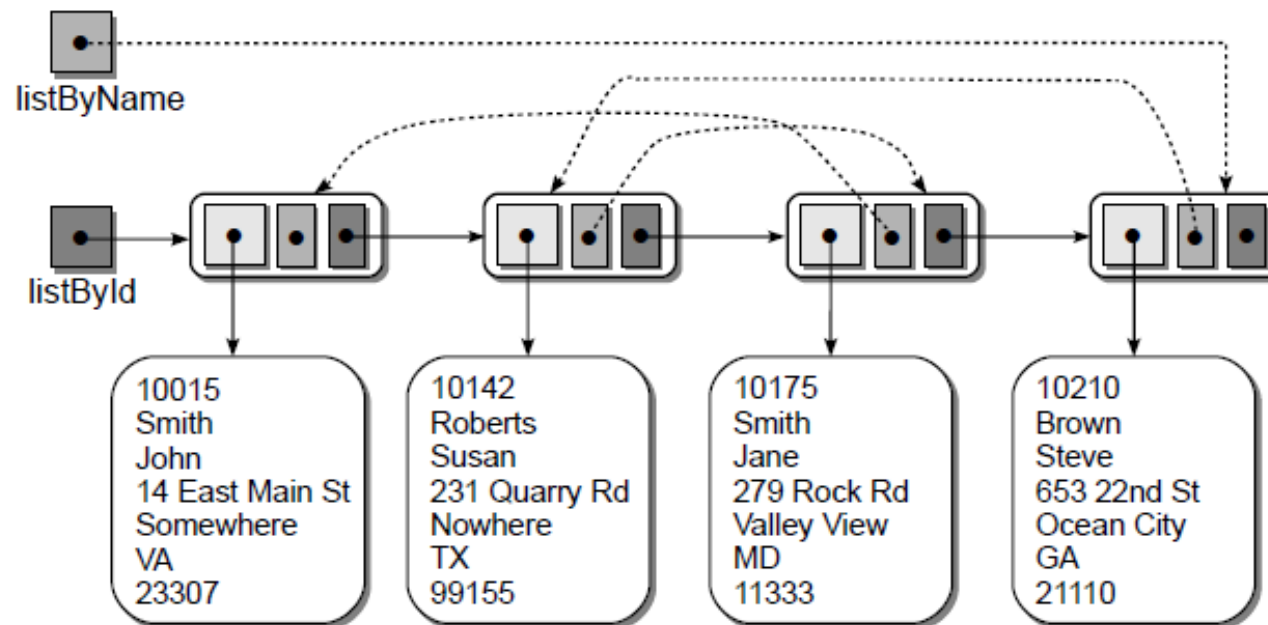 listByName
listById
10015
Smith
John
14 East Main St
Somewhere
VA
23307
10142
Roberts
Susan
231 Quarry Rd
Nowhere
TX
99155
10175
Smith
Jane
279 Rock Rd
Valley View
MD
11333
10210
Brown
Steve
653 22nd St
Ocean City
GA
21110